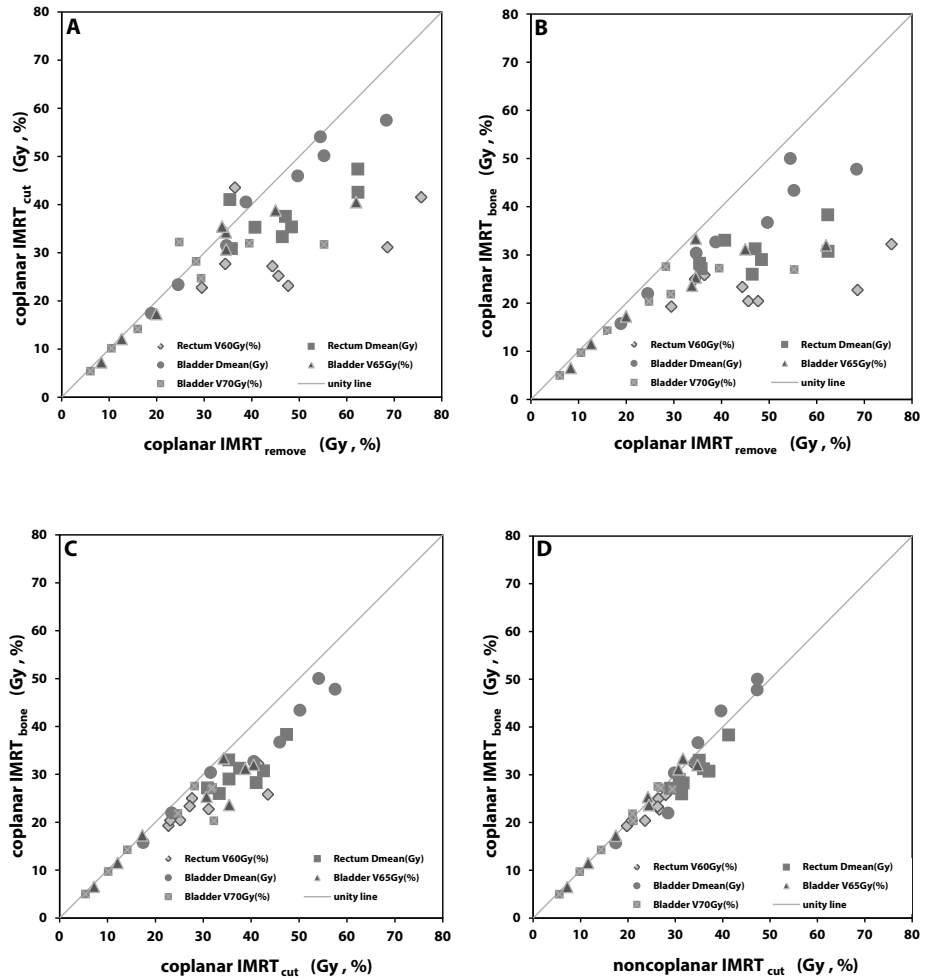 A
80
70
60
50
40
30
20
10
0
coplanar IMRTcut (Gy , %)
Rectum V60Gy(%)
Rectum Dmean(Gy)
Bladder Dmean(Gy)
Bladder V65Gy(%)
Bladder V70Gy(%)
unity line
0 10 20 30 40 50 60 70 80
coplanar IMRTremove (Gy , %)
B
80
70
60
50
40
30
20
10
0
coplanar IMRTbone (Gy , %)
Rectum V60Gy(%)
Rectum Dmean(Gy)
Bladder Dmean(Gy)
Bladder V65Gy(%)
Bladder V70Gy(%)
unity line
0 10 20 30 40 50 60 70 80
coplanar IMRTremove (Gy , %)
C
80
70
60
50
40
30
20
10
0
coplanar IMRTbone (Gy , %)
Rectum V60Gy(%)
Rectum Dmean(Gy)
Bladder Dmean(Gy)
Bladder V65Gy(%)
Bladder V70Gy(%)
unity line
0 10 20 30 40 50 60 70 80
coplanar IMRTcut (Gy , %)
D
80
70
60
50
40
30
20
10
0
coplanar IMRTbone (Gy , %)
Rectum V60Gy(%)
Rectum Dmean(Gy)
Bladder Dmean(Gy)
Bladder V65Gy(%)
Bladder V70Gy(%)
unity line
0 10 20 30 40 50 60 70 80
noncoplanar IMRTcut (Gy , %)